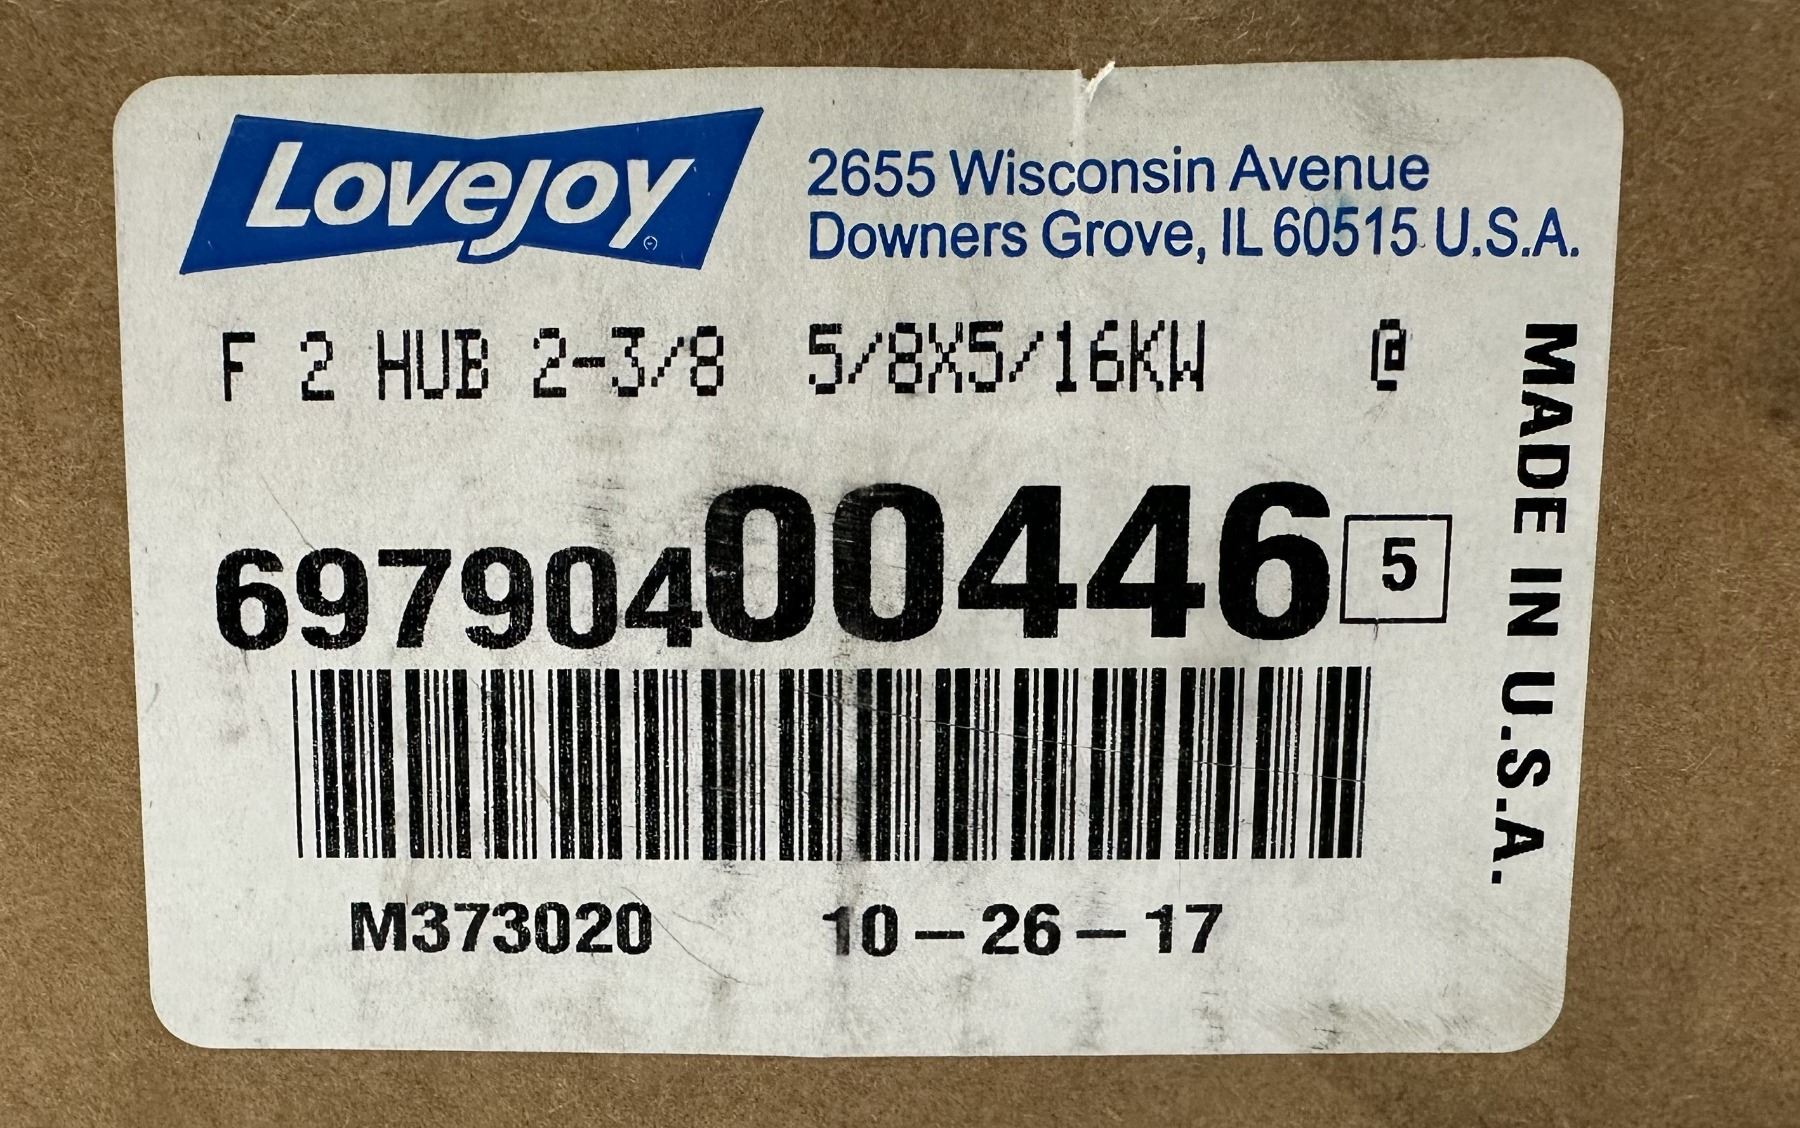 Lovejoy
2655 Wisconsin Avenue
Downers Grove, IL 60515 U.S.A.
F 2 HUB 2-3/8 5/8X5/16KW @
69790400446 5
M373020 10-26-17
MADE IN U.S.A.